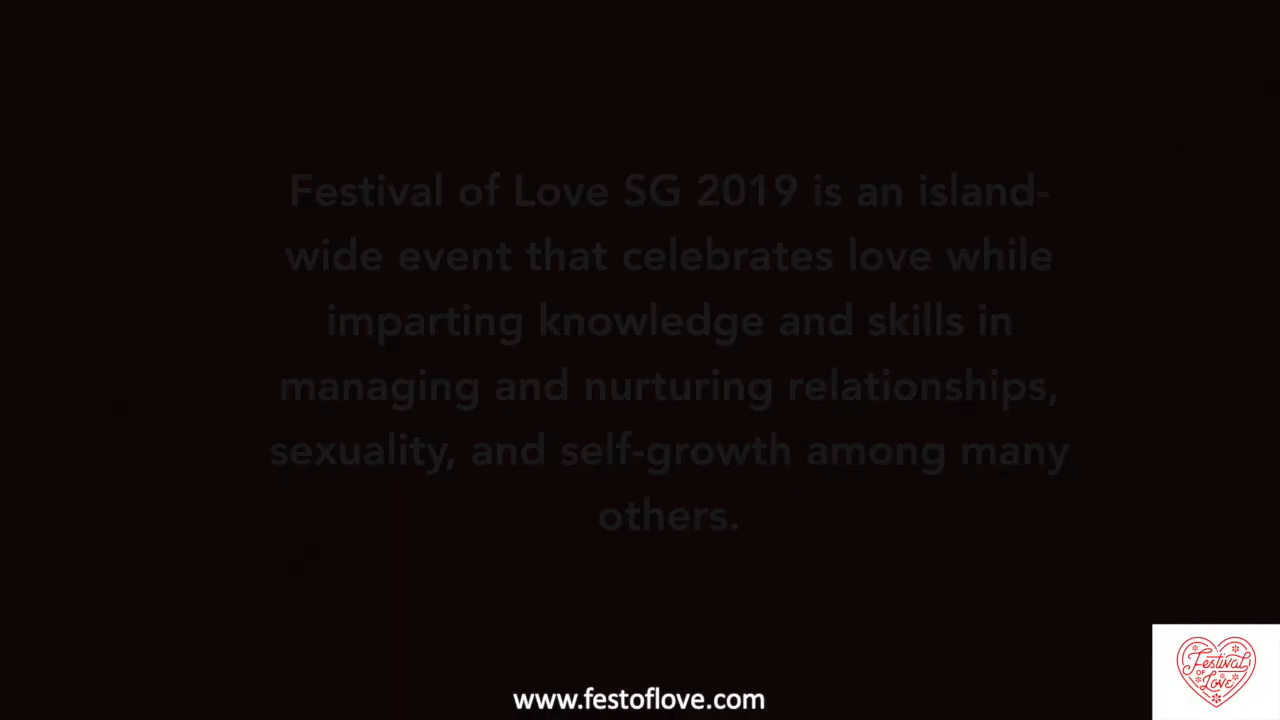 Festival of Love SG 2019 is an island-
wide event that celebrates love while
imparting knowledge and skills in
managing and nurturing relationships,
sexuality, and self-growth among many
others.
Festival
OF
Love
www.festoflove.com